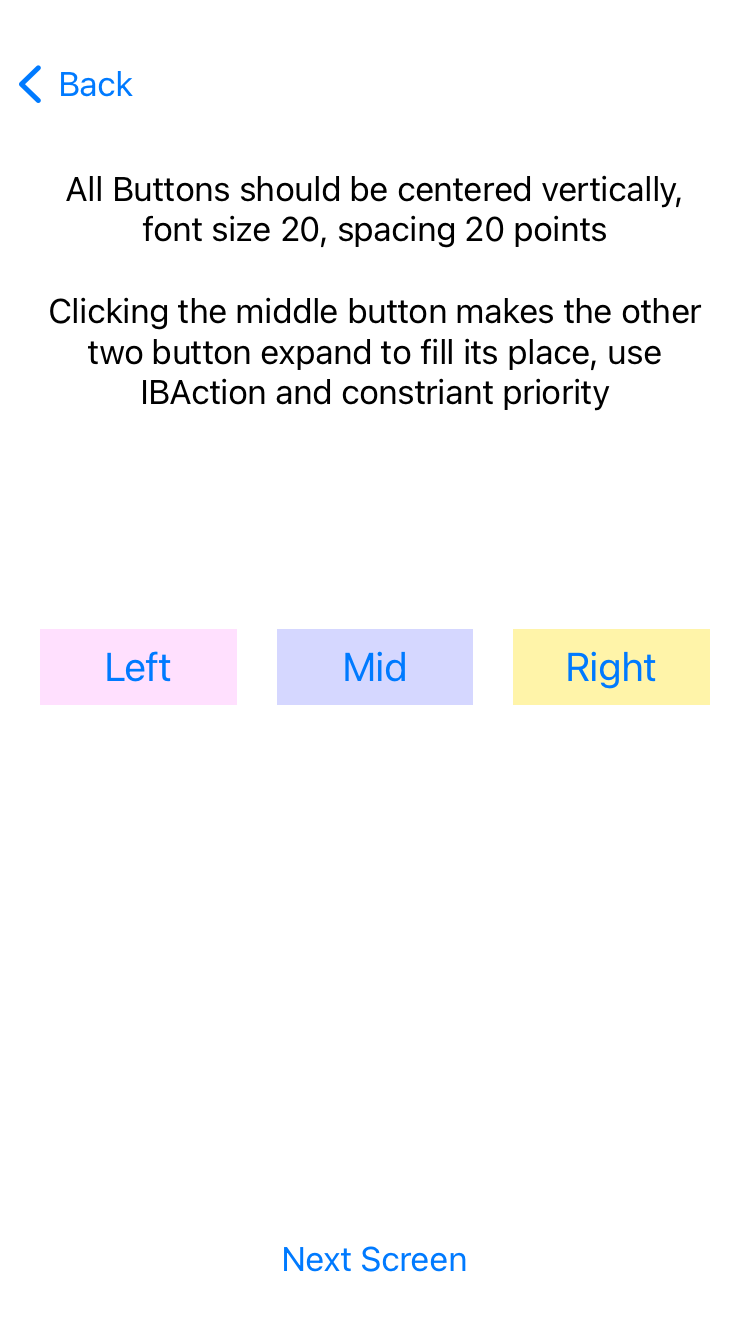 Back
All Buttons should be centered vertically,
font size 20, spacing 20 points
Clicking the middle button makes the other
two button expand to fill its place, use
IBAction and constriant priority
Left Mid Right
Next Screen